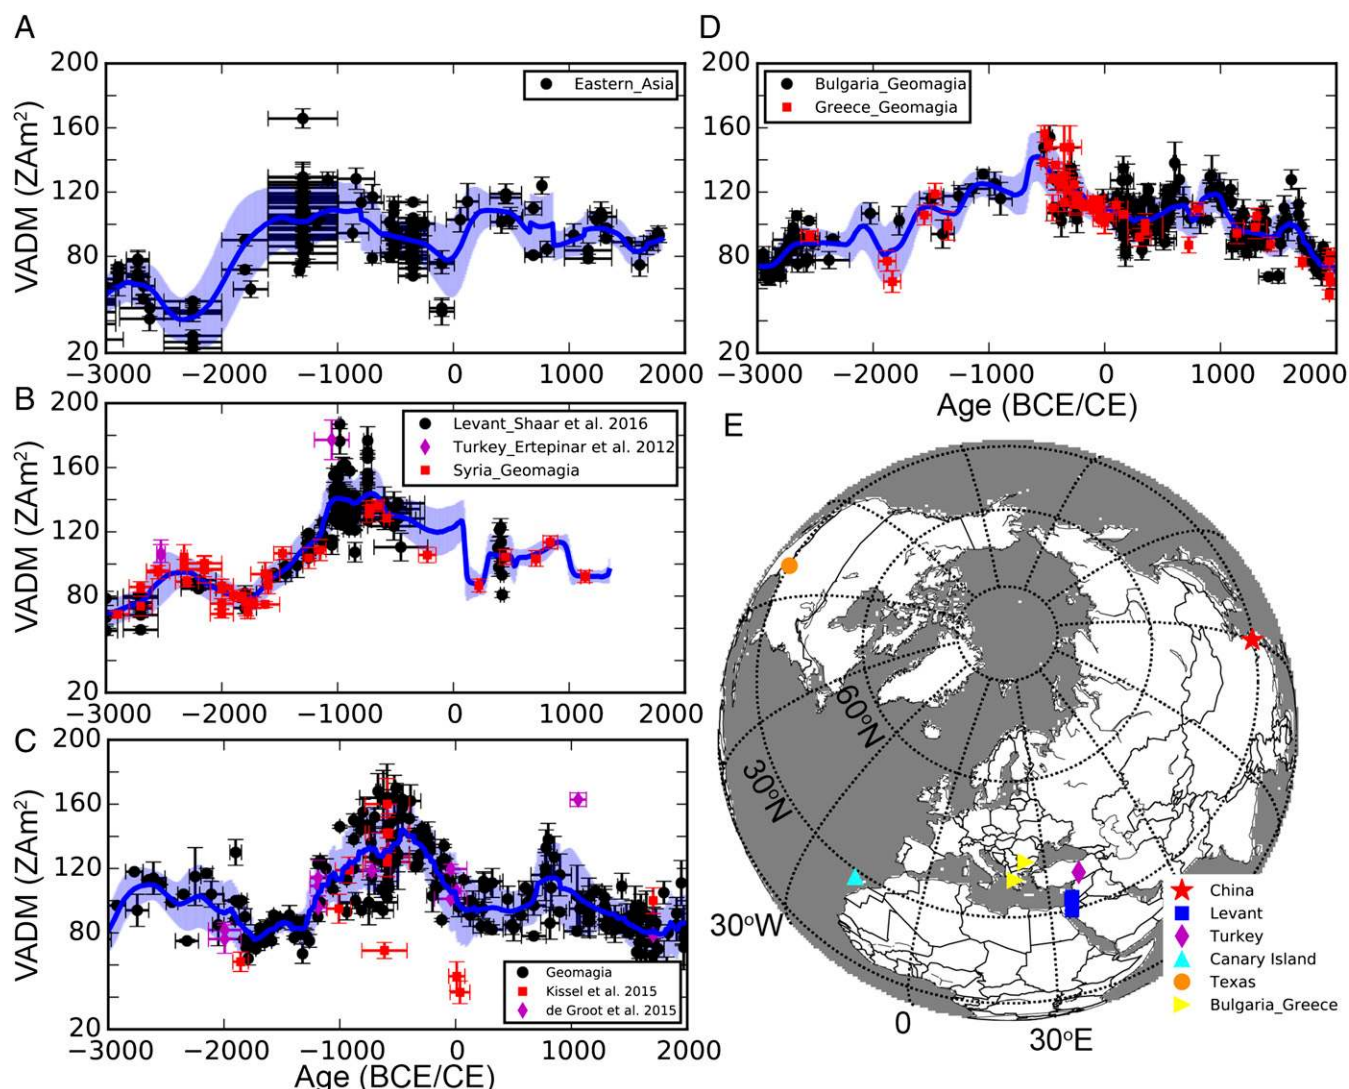 A
VADM (ZAm²)
200
160
120
80
20
Eastern_Asia
−3000 −2000 −1000 0 1000 2000
B
VADM (ZAm²)
200
160
120
80
20
Levant_Shaar et al. 2016
Turkey_Ertepinar et al. 2012
Syria_Geomagia
−3000 −2000 −1000 0 1000 2000
C
VADM (ZAm²)
200
160
120
80
20
Geomagia
Kissel et al. 2015
de Groot et al. 2015
−3000 −2000 −1000 0 1000 2000
Age (BCE/CE)
D
VADM (ZAm²)
200
160
120
80
20
Bulgaria_Geomagia
Greece_Geomagia
−3000 −2000 −1000 0 1000 2000
Age (BCE/CE)
E
60°N
30°N
30°W
0
30°E
China
Levant
Turkey
Canary Island
Texas
Bulgaria_Greece